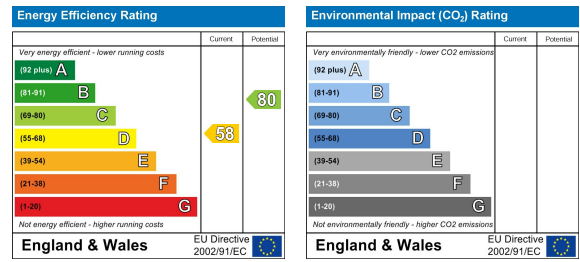 Energy Efficiency Rating
Current Potential
Very energy efficient - lower running costs
(92 plus) A
(81-91) B
(69-80) C
(55-68) D
(39-54) E
(21-38) F
(1-20) G
80
58
Not energy efficient - higher running costs
England & Wales
EU Directive
2002/91/EC
Environmental Impact (CO₂) Rating
Current Potential
Very environmentally friendly - lower CO2 emissions
(92 plus) A
(81-91) B
(69-80) C
(55-68) D
(39-54) E
(21-38) F
(1-20) G
Not environmentally friendly - higher CO2 emissions
England & Wales
EU Directive
2002/91/EC